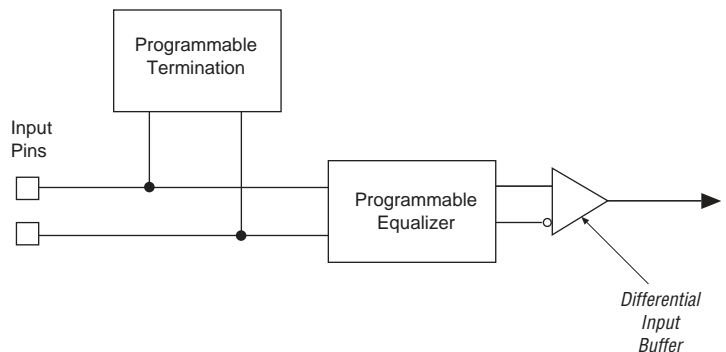 Programmable
Termination
Input
Pins
Programmable
Equalizer
Differential
Input
Buffer